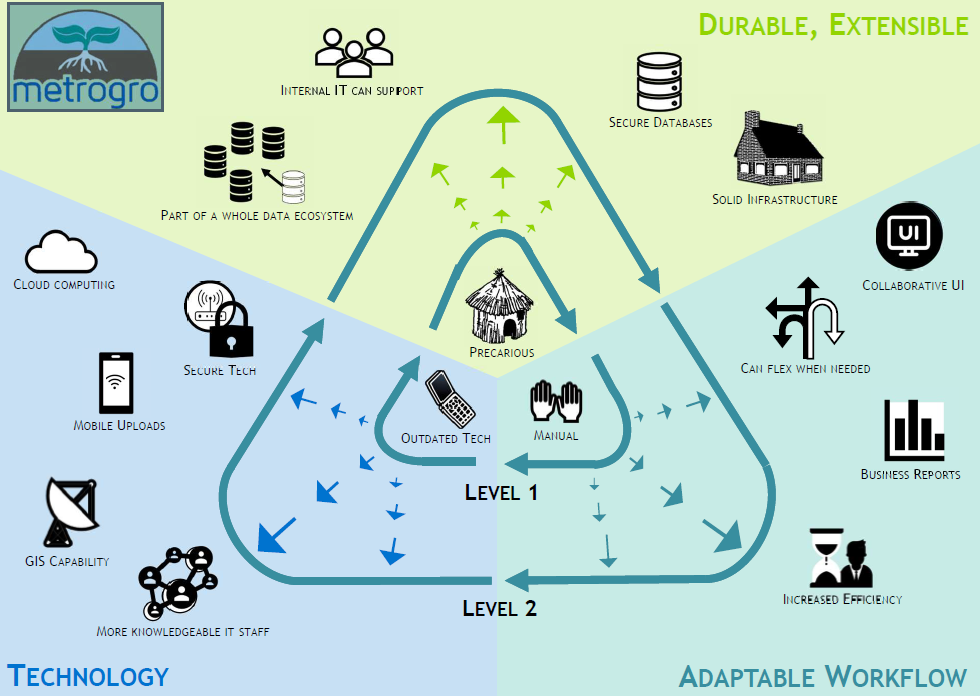 metrogro
DURABLE, EXTENSIBLE
INTERNAL IT CAN SUPPORT
SECURE DATABASES
PART OF A WHOLE DATA ECOSYSTEM
SOLID INFRASTRUCTURE
CLOUD COMPUTING
UI
COLLABORATIVE UI
SECURE TECH
PRECARIOUS
CAN FLEX WHEN NEEDED
MOBILE UPLOADS
OUTDATED TECH
MANUAL
BUSINESS REPORTS
LEVEL 1
GIS CAPABILITY
INCREASED EFFICIENCY
LEVEL 2
MORE KNOWLEDGEABLE IT STAFF
TECHNOLOGY
ADAPTABLE WORKFLOW